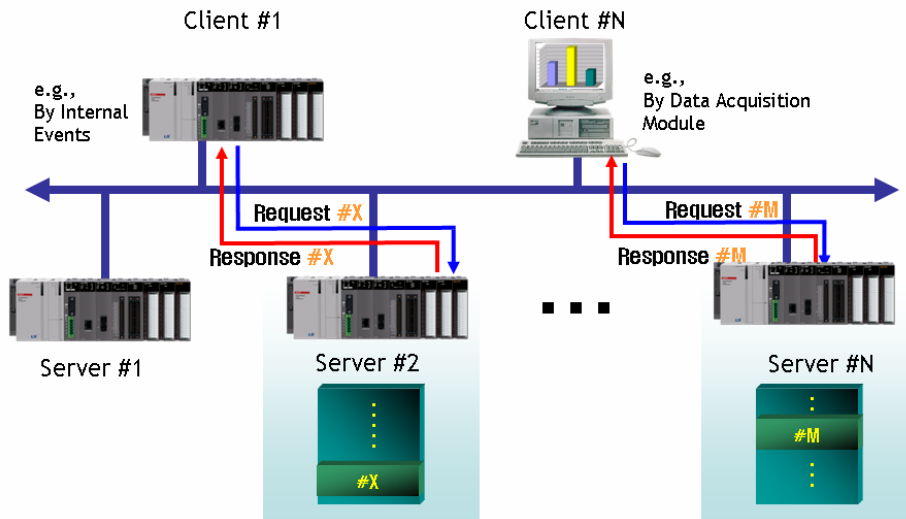 Client #1
Client #N
e.g.,
By Internal
Events
e.g.,
By Data Acquisition
Module
Request #X
Response #X
Request #M
Response #M
Server #1
Server #2
Server #N
#X
#M